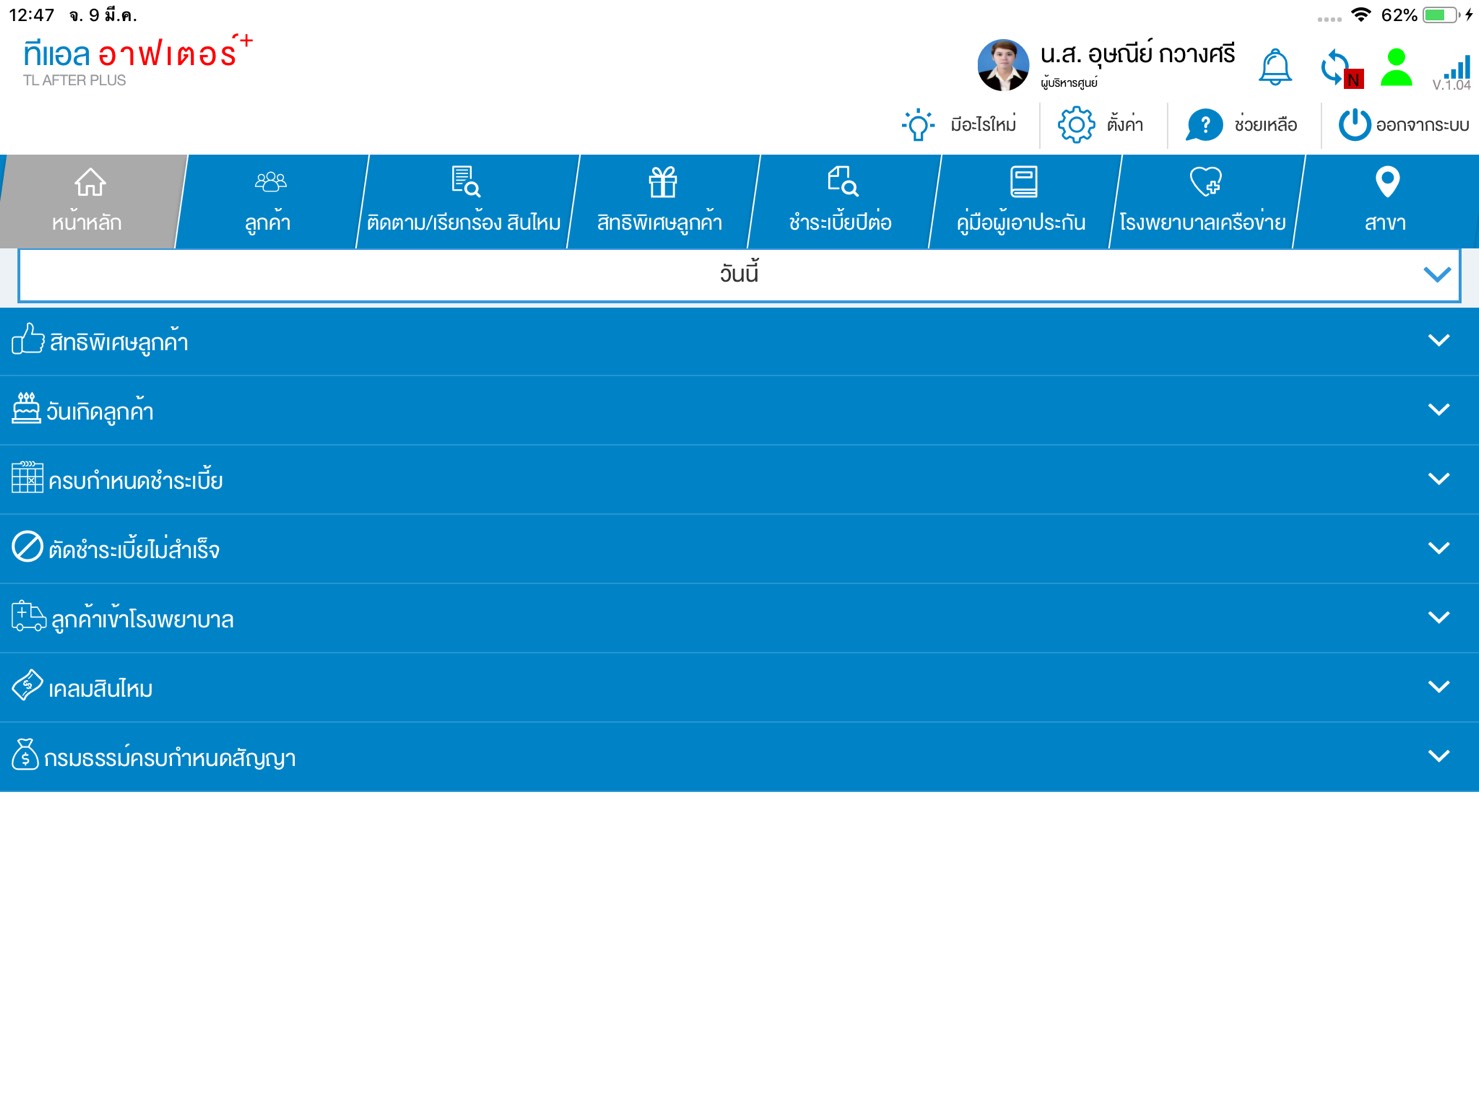 12:47 จ. 9 มี.ค.
62%
ทีแอล อาฟเตอร์+
TL AFTER PLUS
น.ส. อุษณีย์ กวางศรี
ผู้บริหารศูนย์
N
V.1.04
มีอะไรใหม่
ตั้งค่า
?
ช่วยเหลือ
ออกจากระบบ
หน้าหลัก
ลูกค้า
ติดตาม/เรียกร้อง สินไหม
สิทธิพิเศษลูกค้า
ชำระเบี้ยปีต่อ
คู่มือผู้เอาประกัน
โรงพยาบาลเครือข่าย
สาขา
วันนี้
สิทธิพิเศษลูกค้า
วันเกิดลูกค้า
ครบกำหนดชำระเบี้ย
ตัดชำระเบี้ยไม่สำเร็จ
ลูกค้าเข้าโรงพยาบาล
เคลมสินไหม
กรมธรรม์ครบกำหนดสัญญา